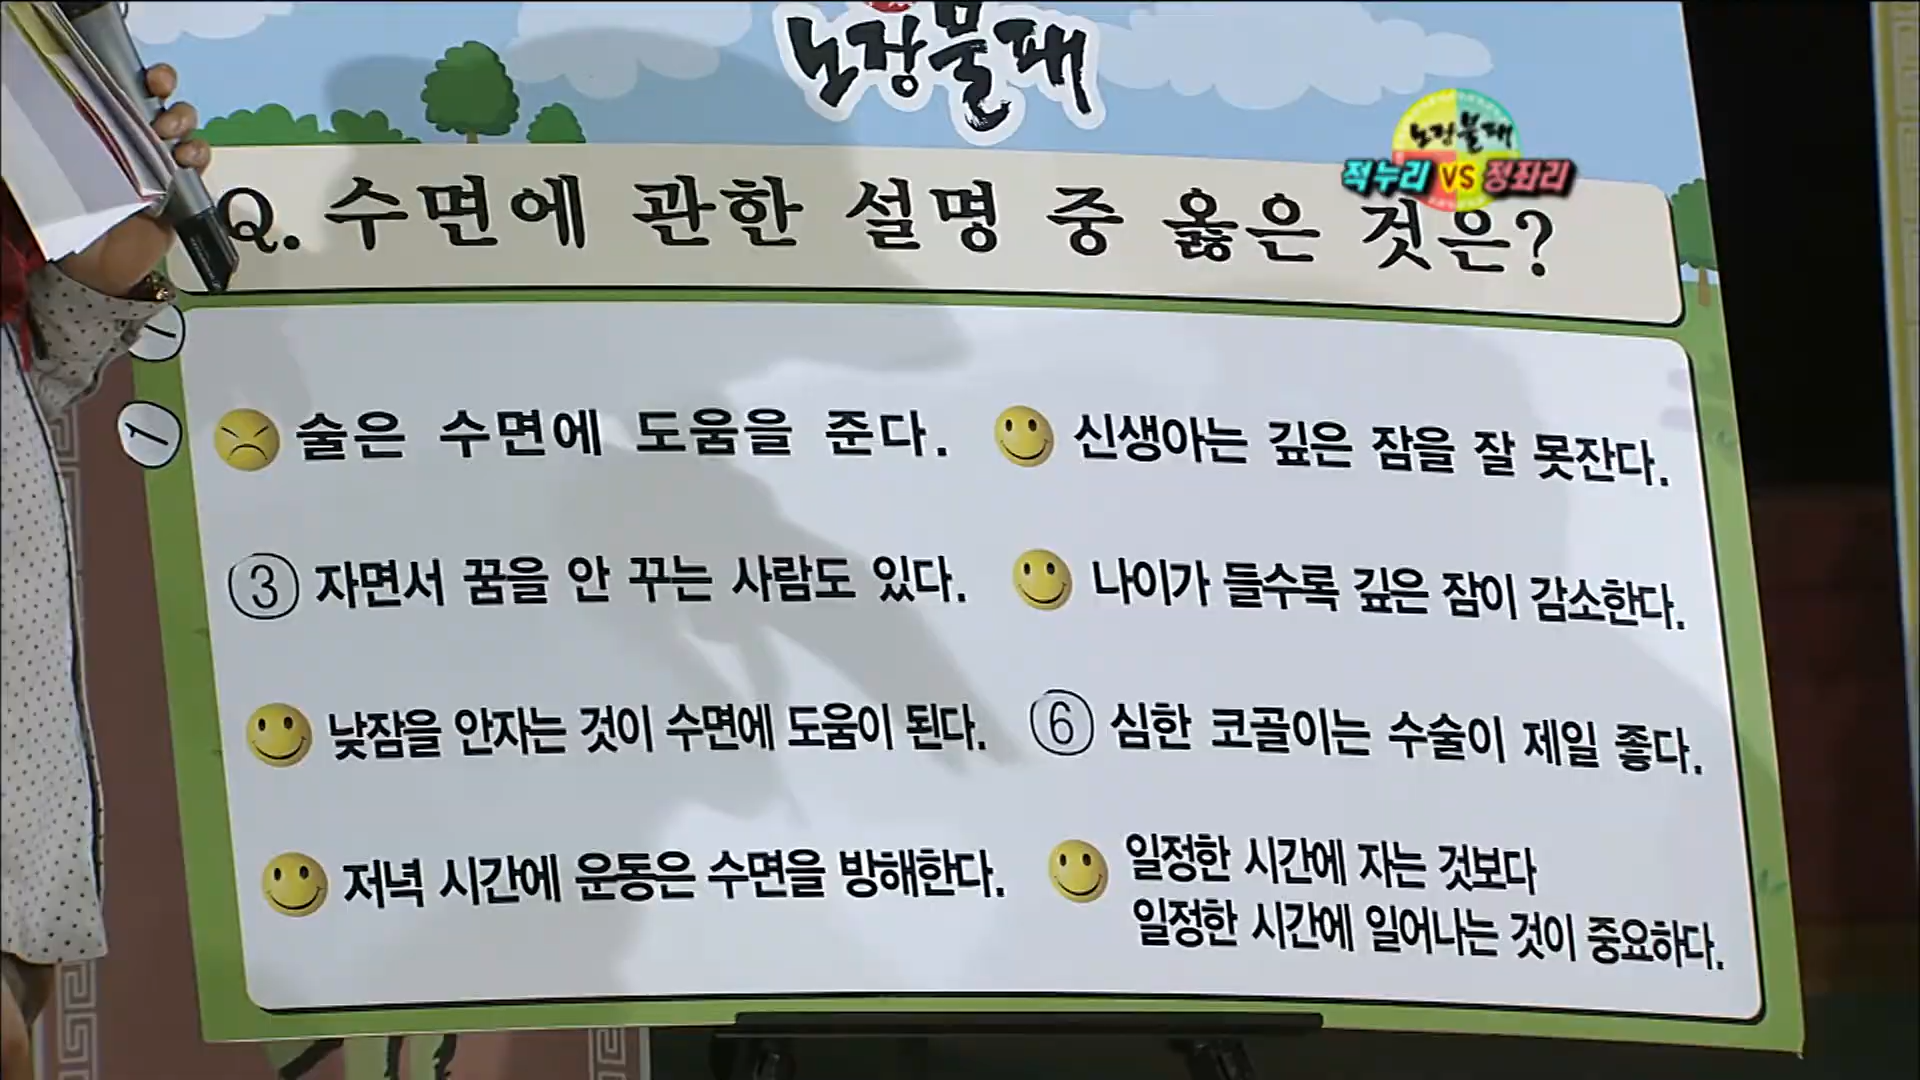 노장불패
노장불패
적누리 VS 정좌리
Q. 수면에 관한 설명 중 옳은 것은?
1
1
술은 수면에 도움을 준다.
신생아는 깊은 잠을 잘 못잔다.
③ 자면서 꿈을 안 꾸는 사람도 있다.
나이가 들수록 깊은 잠이 감소한다.
낮잠을 안자는 것이 수면에 도움이 된다.
⑥ 심한 코골이는 수술이 제일 좋다.
저녁 시간에 운동은 수면을 방해한다.
일정한 시간에 자는 것보다
일정한 시간에 일어나는 것이 중요하다.